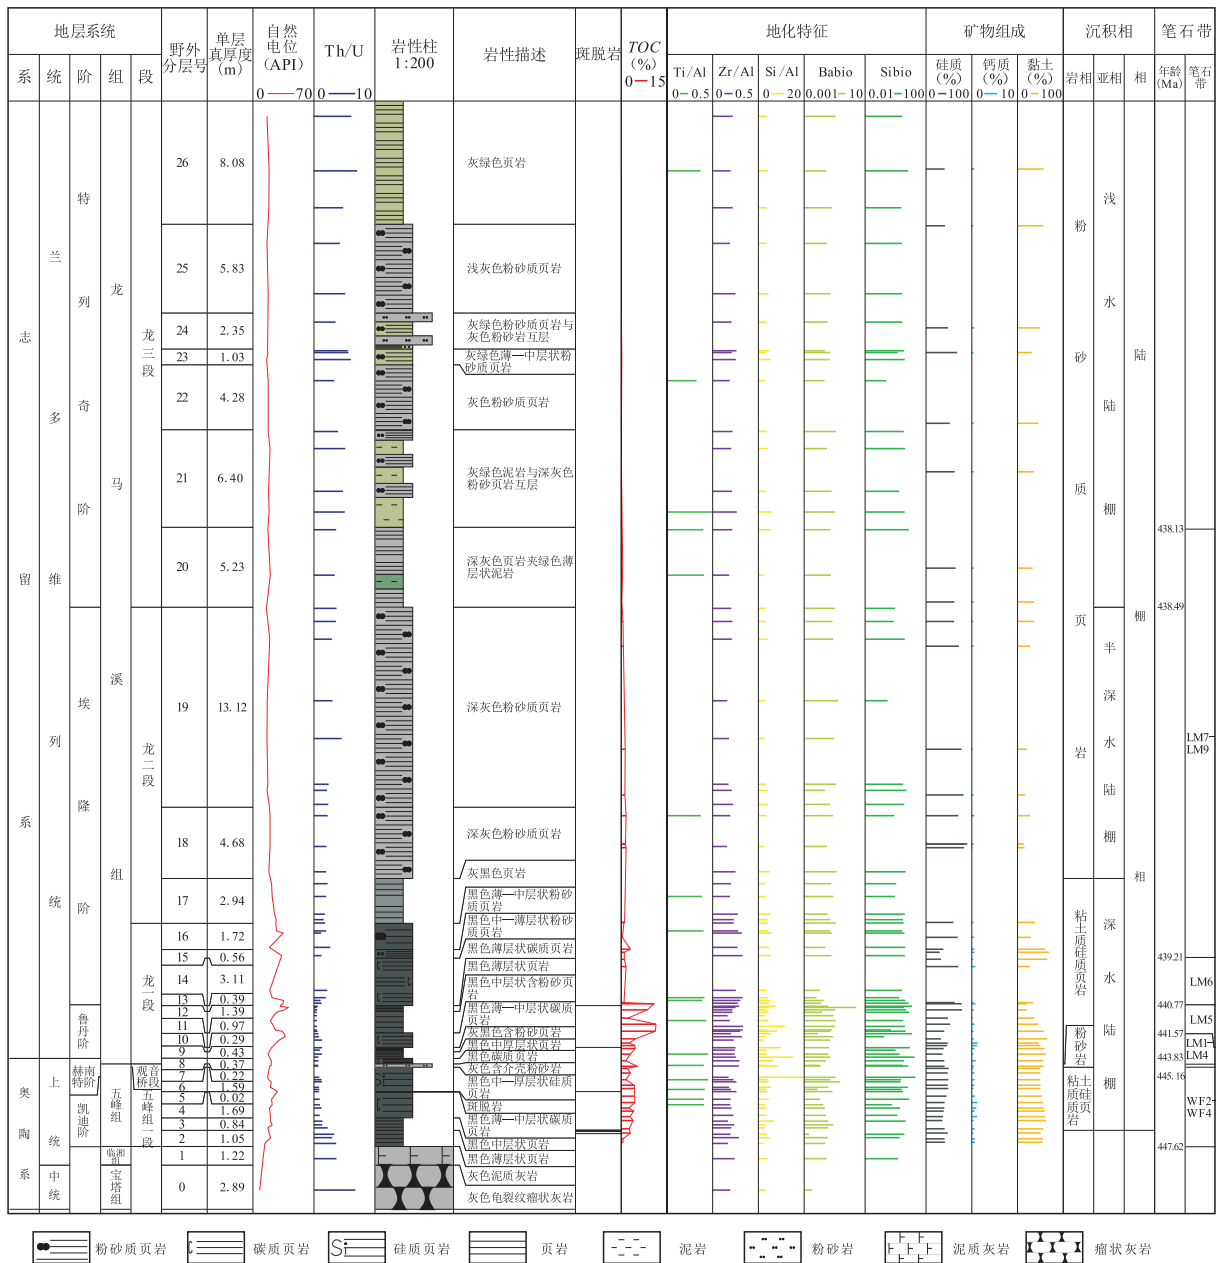 地层系统
野外
分层号
单层
真厚度
(m)
自然
电位
(API)
0 70
Th/U
0 10
岩性柱
1:200
岩性描述
斑脱岩
TOC
(%)
0 15
地化特征
矿物组成
沉积相
笔石带
系
统
阶
组
段
Ti/Al
0 0.5
Zr/Al
0 0.5
Si/Al
0 20
Babio
0.001 10
Sibio
0.01 100
硅质
(%)
0 100
钙质
(%)
0 10
黏土
(%)
0 100
岩相
亚相
相
年龄
(Ma)
笔石
带
志留系
奥陶系
兰多维列统
上统
中统
特列奇阶
埃隆阶
鲁丹阶
赫南
特阶
凯迪阶
龙马溪组
五峰组
临湘
组
宝塔组
龙三段
龙二段
龙一段
观音
桥段
五峰组一段
26 8.08 灰绿色页岩
25 5.83 浅灰色粉砂质页岩
24 2.35 灰绿色粉砂质页岩与
灰色粉砂岩互层
23 1.03 灰绿色薄—中层状粉
砂质页岩
22 4.28 灰色粉砂质页岩
21 6.40 灰绿色泥岩与深灰色
粉砂页岩互层
20 5.23 深灰色页岩夹绿色薄
层状泥岩
19 13.12 深灰色粉砂质页岩
18 4.68 深灰色粉砂质页岩
17 2.94 灰黑色页岩
16 1.72 黑色薄—中层状粉砂
质页岩
15 0.56 黑色中—薄层状粉砂
质页岩
14 3.11 黑色薄层状碳质页岩
13 0.39 黑色薄层状页岩
12 1.39 黑色中层状含粉砂页
岩
11 0.97 黑色薄—中层状碳
质页岩
10 0.29 灰黑色含粉砂页岩
9 0.43 黑色中厚层状页岩
8 0.37 黑色碳质页岩
7 0.22 灰色含介壳粉砂岩
6 1.59 黑色中—厚层状硅质
页岩
5 0.02 斑脱岩
4 1.69 黑色薄—中层状碳质
页岩
3 0.84 黑色中层状页岩
2 1.05 黑色薄层状页岩
1 1.22 灰色泥质灰岩
0 2.89 灰色龟裂纹瘤状灰岩
Si
粉砂质页岩
粘土质硅质页岩
粉砂岩
粘土硅质
质页岩
浅水陆棚
半深水陆棚
深水陆棚
陆棚相
438.13
438.49
439.21
440.77
441.57
443.83
445.16
447.62
LM7
LM9
LM6
LM5
LM1
LM4
WF2
WF4
粉砂质页岩
碳质页岩
Si 硅质页岩
页岩
泥岩
粉砂岩
泥质灰岩
瘤状灰岩